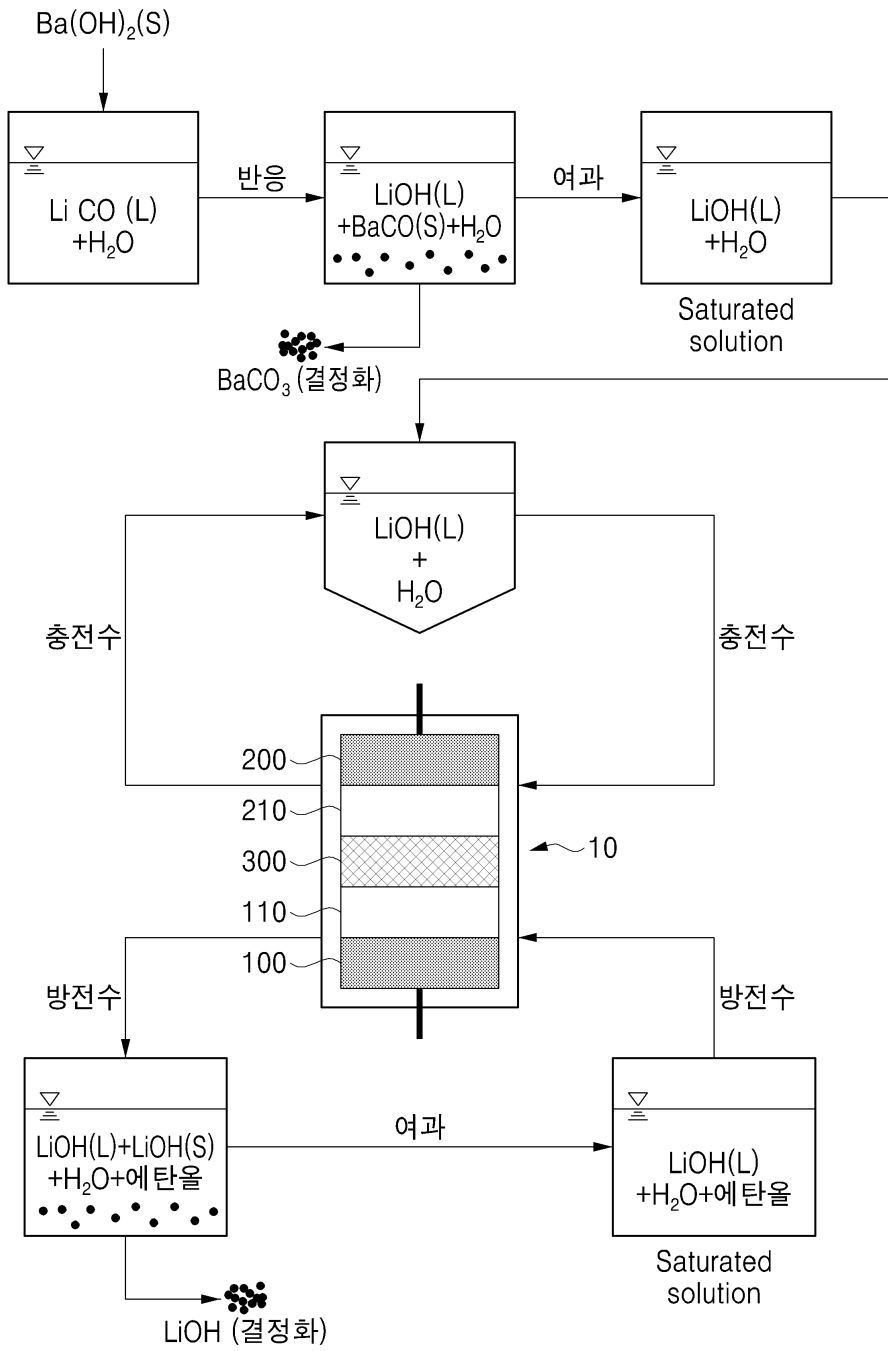 Ba(OH)₂(S)
Li CO (L)
+H₂O
반응
LiOH(L)
+BaCO(S)+H₂O
여과
LiOH(L)
+H₂O
Saturated
solution
BaCO₃ (결정화)
LiOH(L)
+
H₂O
충전수
충전수
200
210
300
110
100
10
방전수
방전수
LiOH(L)+LiOH(S)
+H₂O+에탄올
여과
LiOH(L)
+H₂O+에탄올
Saturated
solution
LiOH (결정화)